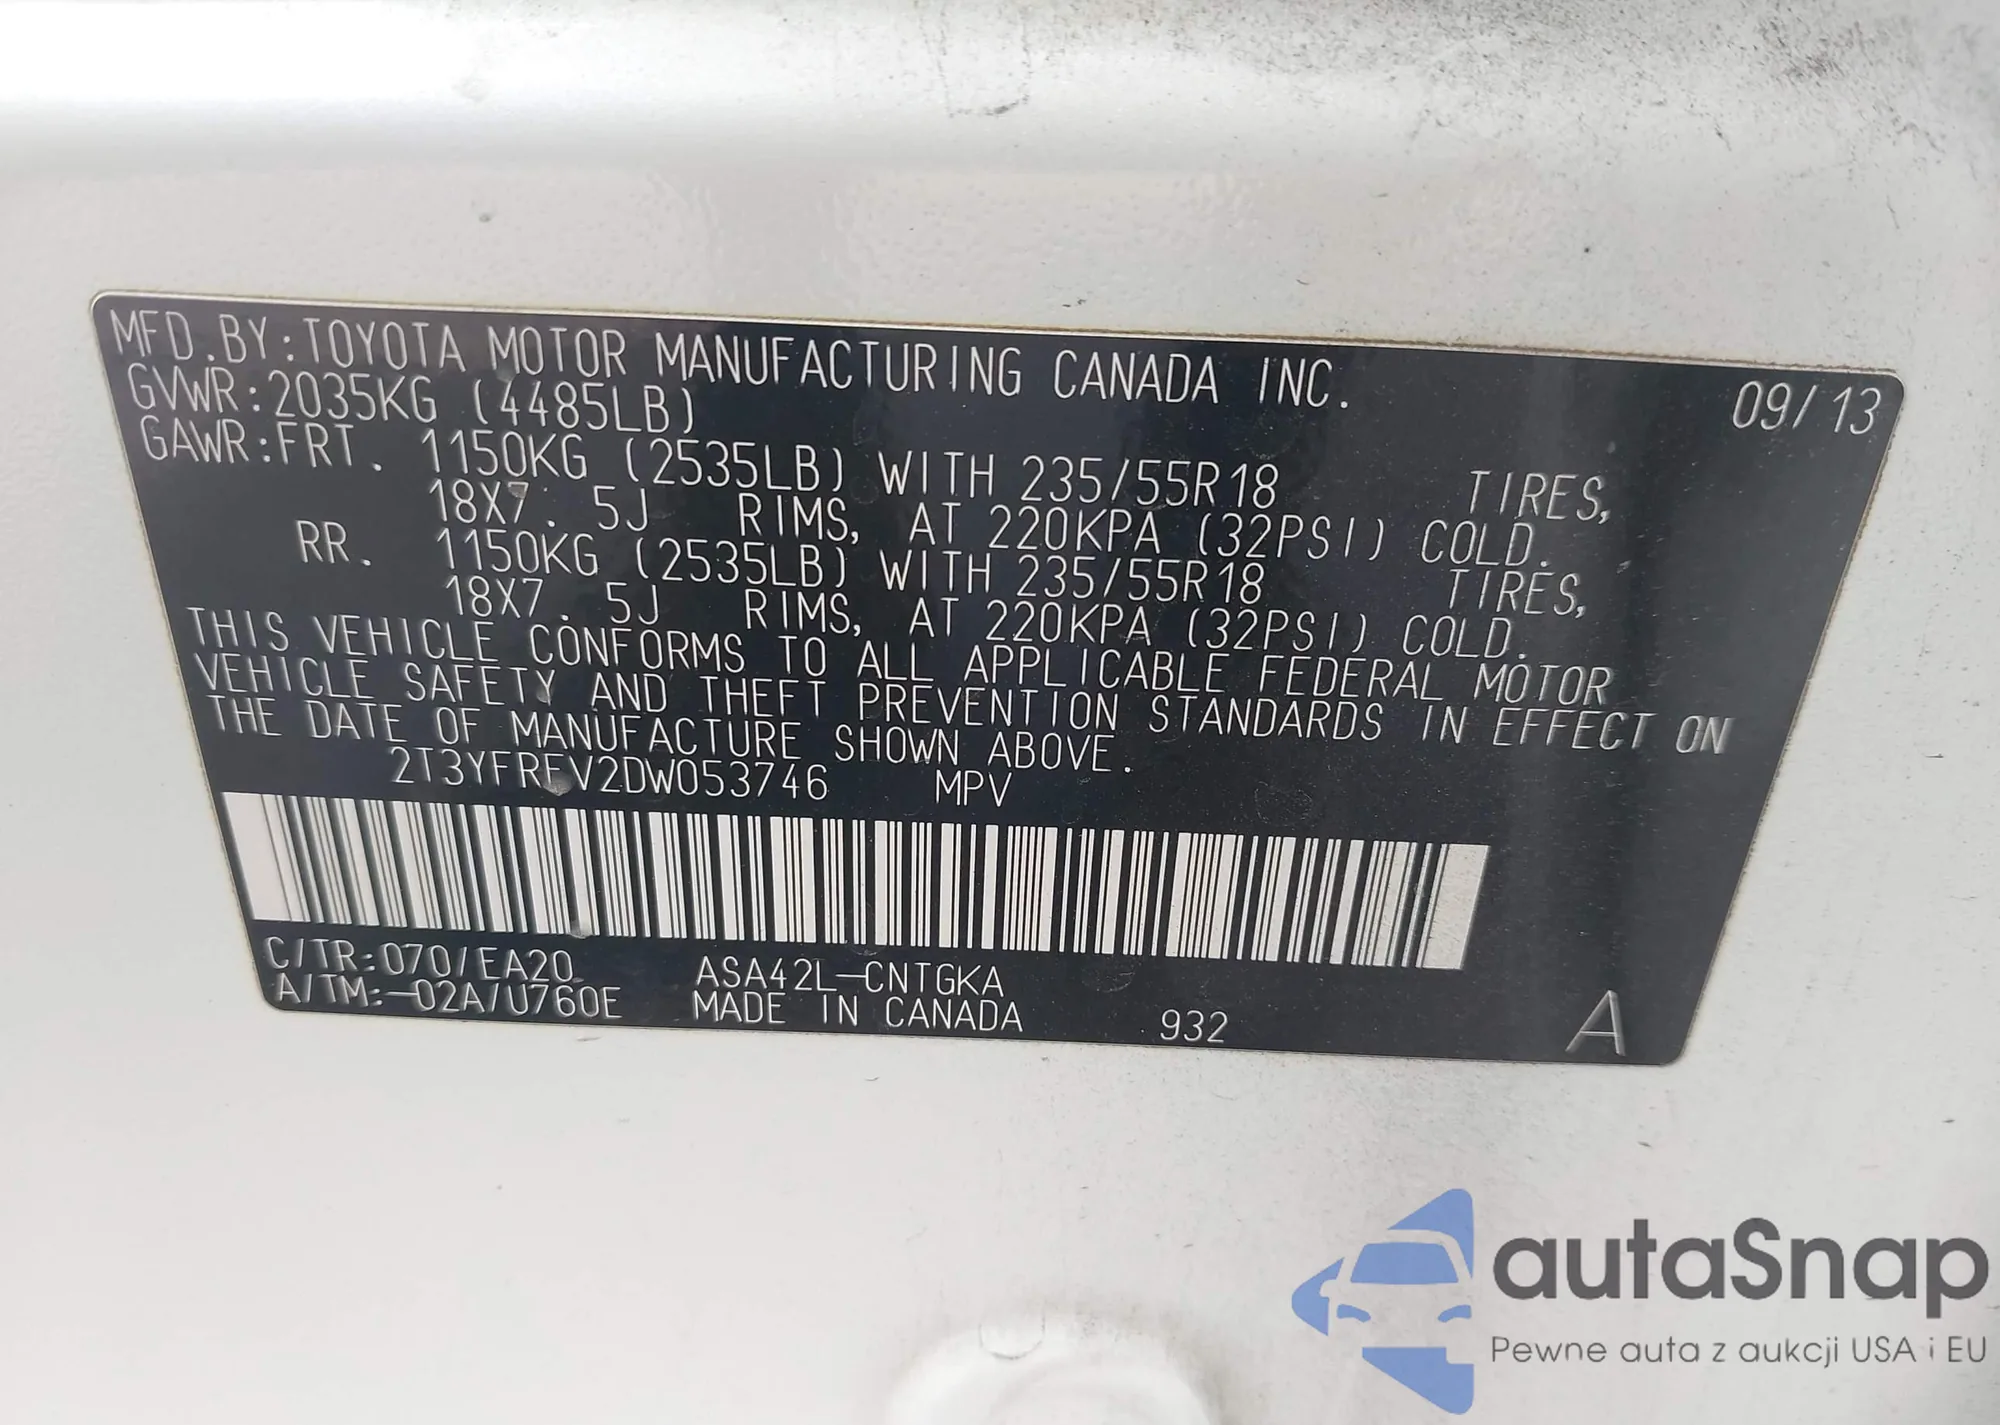 MFD.BY:TOYOTA MOTOR MANUFACTURING CANADA INC. 09/13
GVWR:2035KG (4485LB)
GAWR:FRT. 1150KG (2535LB) WITH 235/55R18 TIRES,
18X7.5J RIMS, AT 220KPA (32PSI) COLD.
RR. 1150KG (2535LB) WITH 235/55R18 TIRES,
18X7.5J RIMS, AT 220KPA (32PSI) COLD.
THIS VEHICLE CONFORMS TO ALL APPLICABLE FEDERAL MOTOR
VEHICLE SAFETY AND THEFT PREVENTION STANDARDS IN EFFECT ON
THE DATE OF MANUFACTURE SHOWN ABOVE.
2T3YFREV2DW053746 MPV
C/TR:070/EA20 ASA42L-CNTGKA
A/TM:-02A/U760E MADE IN CANADA 932 A
autaSnap
Pewne auta z aukcji USA i EU